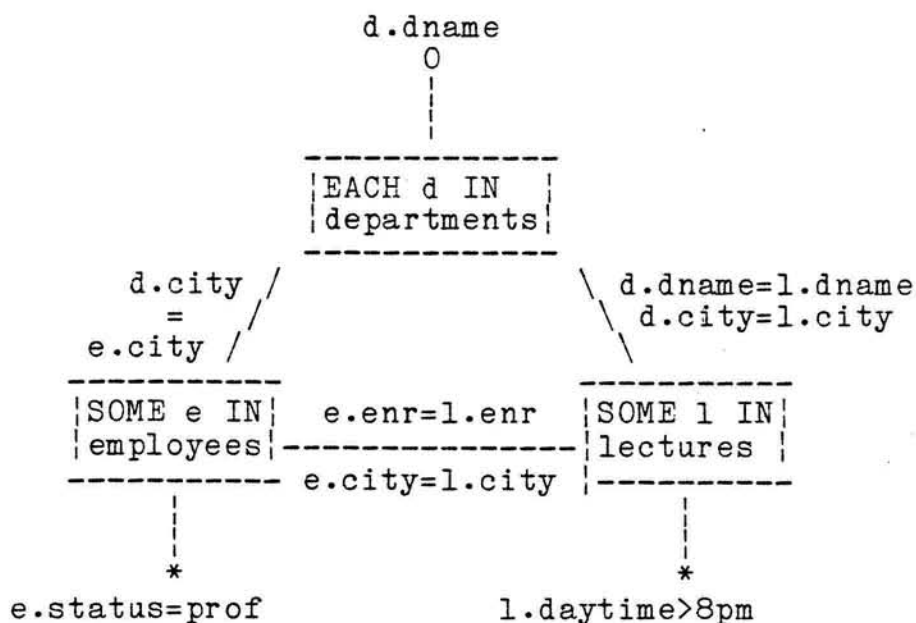 d.dname
O
EACH d IN
departments
d.city
=
e.city
d.dname=l.dname
d.city=l.city
SOME e IN
employees
e.enr=l.enr
e.city=l.city
SOME l IN
lectures
*
*
e.status=prof
l.daytime>8pm